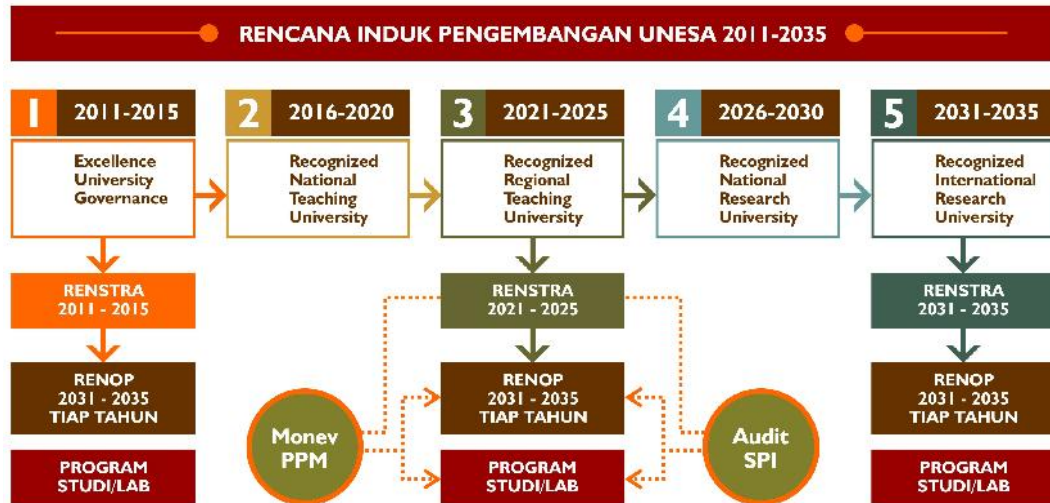 RENCANA INDUK PENGEMBANGAN UNESA 2011-2035
1 2011-2015
Excellence
University
Governance
2 2016-2020
Recognized
National
Teaching
University
3 2021-2025
Recognized
Regional
Teaching
University
4 2026-2030
Recognized
National
Research
University
5 2031-2035
Recognized
International
Research
University
RENSTRA
2011 - 2015
RENSTRA
2021 - 2025
RENSTRA
2031 - 2035
RENOP
2031 - 2035
TIAP TAHUN
Monev
PPM
RENOP
2031 - 2035
TIAP TAHUN
Audit
SPI
RENOP
2031 - 2035
TIAP TAHUN
PROGRAM
STUDI/LAB
PROGRAM
STUDI/LAB
PROGRAM
STUDI/LAB